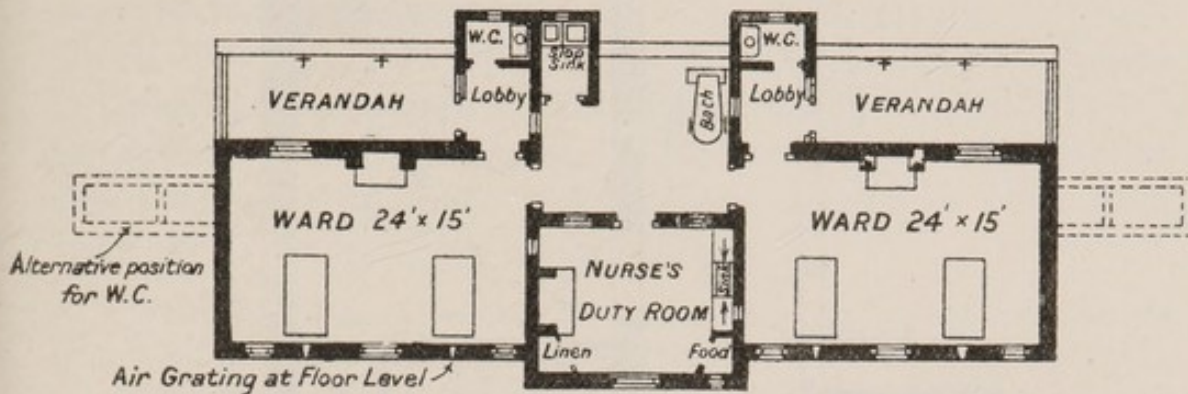 W.C.
Slop
Sink
W.C.
VERANDAH
Lobby
Bath
Lobby
VERANDAH
WARD 24' × 15'
WARD 24' × 15'
Alternative position
for W.C.
NURSE'S
DUTY ROOM
Sink
Linen
Food
Air Grating at Floor Level